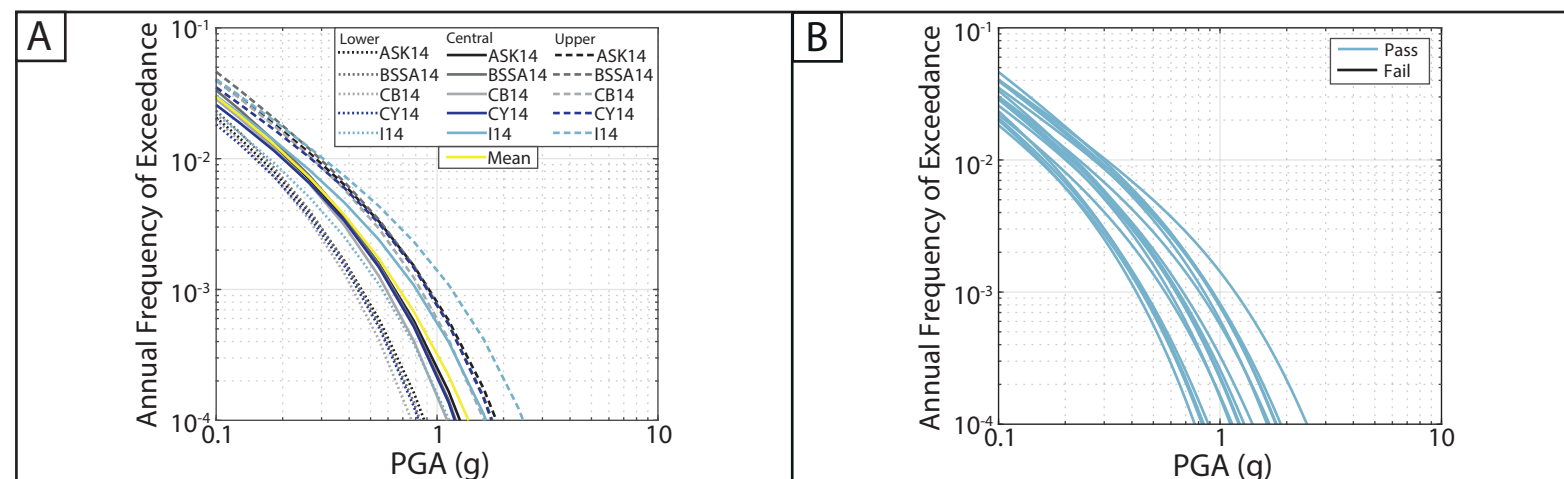 A
Annual Frequency of Exceedance
10-1
10-2
10-3
10-4
Lower
ASK14
BSSA14
CB14
CY14
I14
Central
ASK14
BSSA14
CB14
CY14
I14
Upper
ASK14
BSSA14
CB14
CY14
I14
Mean
0.1
1
10
PGA (g)
B
Annual Frequency of Exceedance
10-1
10-2
10-3
10-4
Pass
Fail
0.1
1
10
PGA (g)